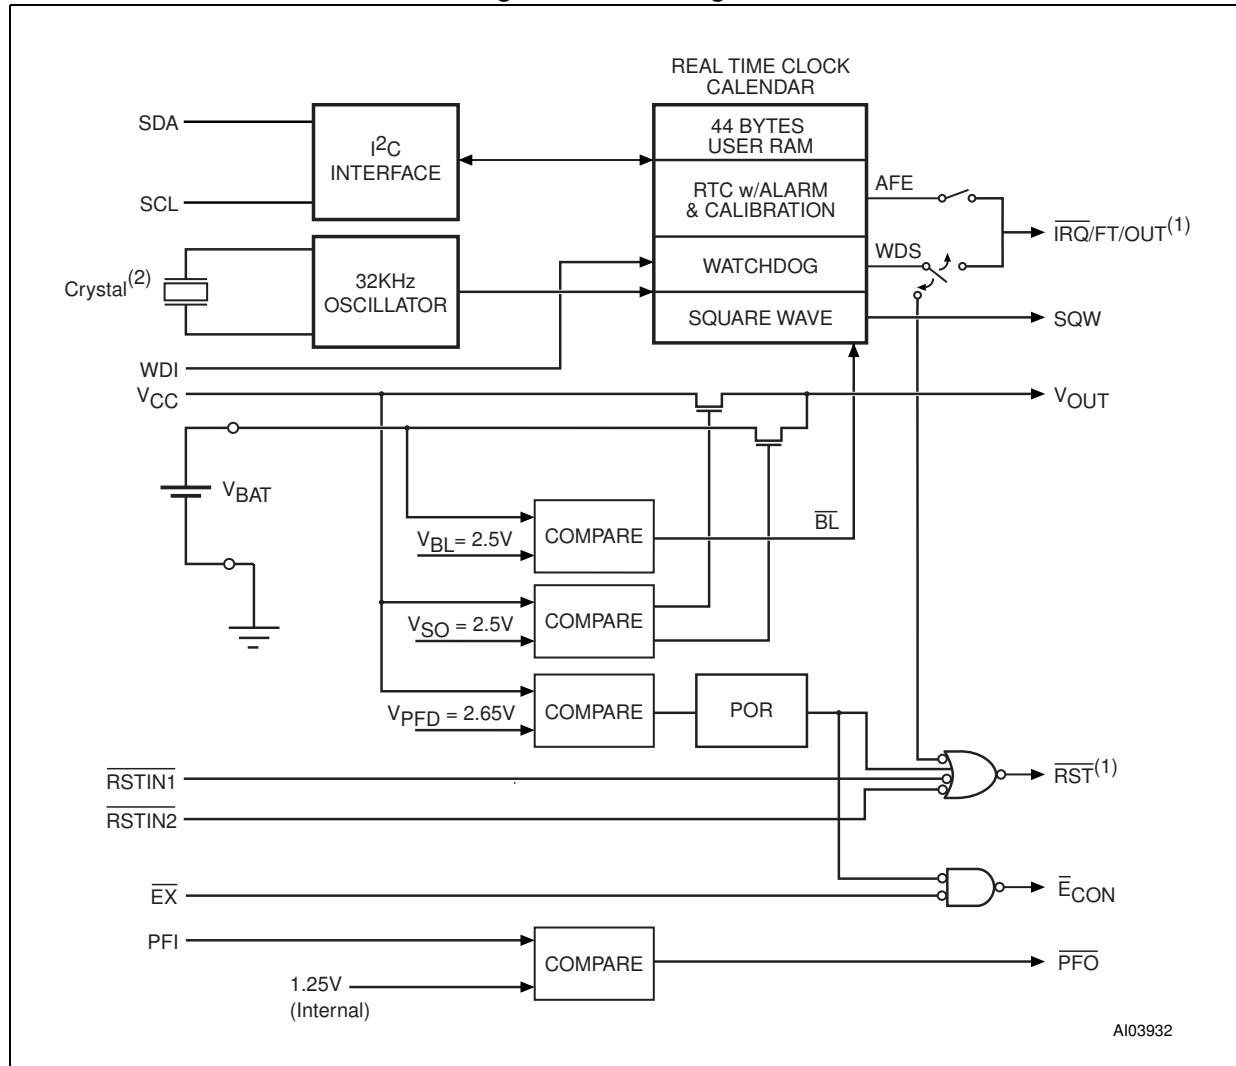 REAL TIME CLOCK
CALENDAR
SDA
SCL
I2C
INTERFACE
44 BYTES
USER RAM
RTC w/ALARM
& CALIBRATION
WATCHDOG
SQUARE WAVE
AFE
WDS
IRQ/FT/OUT(1)
SQW
Crystal(2)
32KHz
OSCILLATOR
WDI
VCC
VOUT
VBAT
VBL= 2.5V
COMPARE
BL
VSO = 2.5V
COMPARE
VPFD = 2.65V
COMPARE
POR
RSTIN1
RSTIN2
RST(1)
EX
ECON
PFI
1.25V
(Internal)
COMPARE
PFO
AI03932